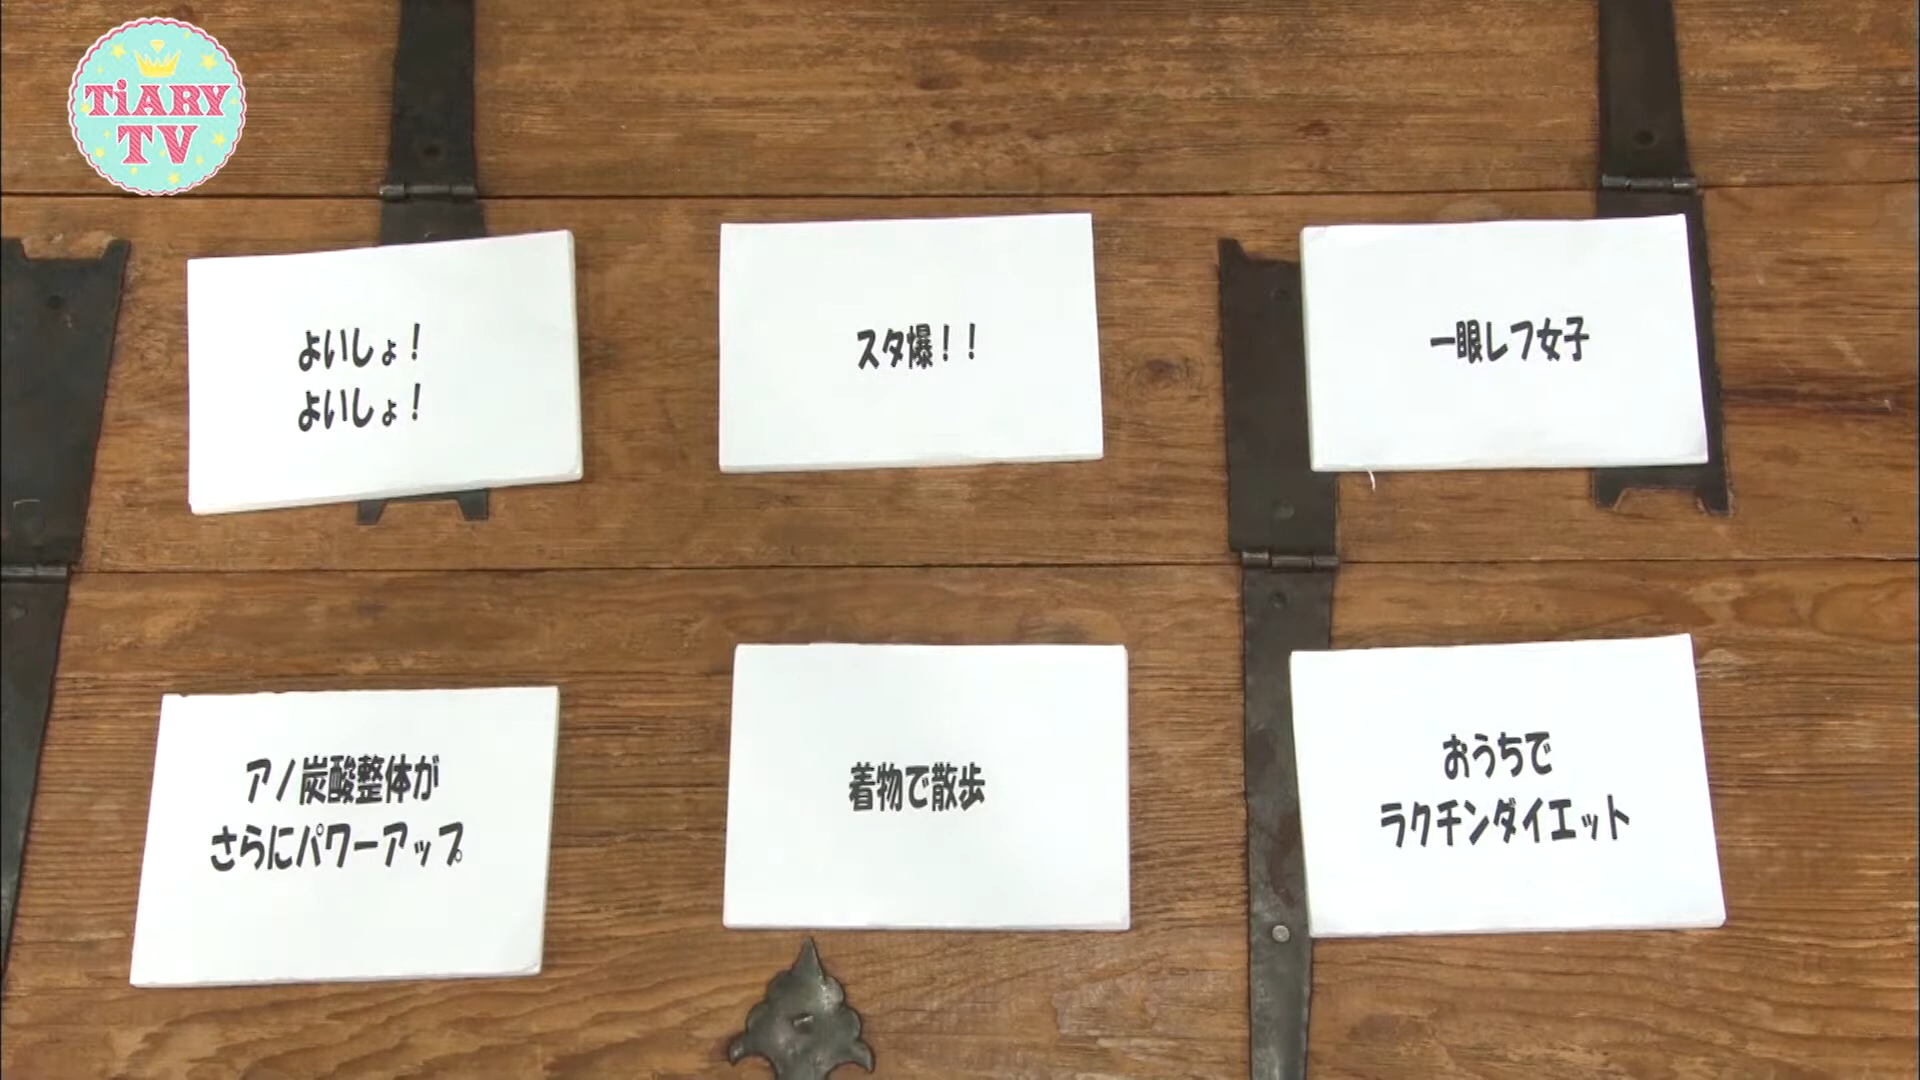 TiARY
TV
よいしょ!
よいしょ!
スタ爆!!
一眼レフ女子
アノ炭酸整体が
さらにパワーアップ
着物で散歩
おうちで
ラクチンダイエット